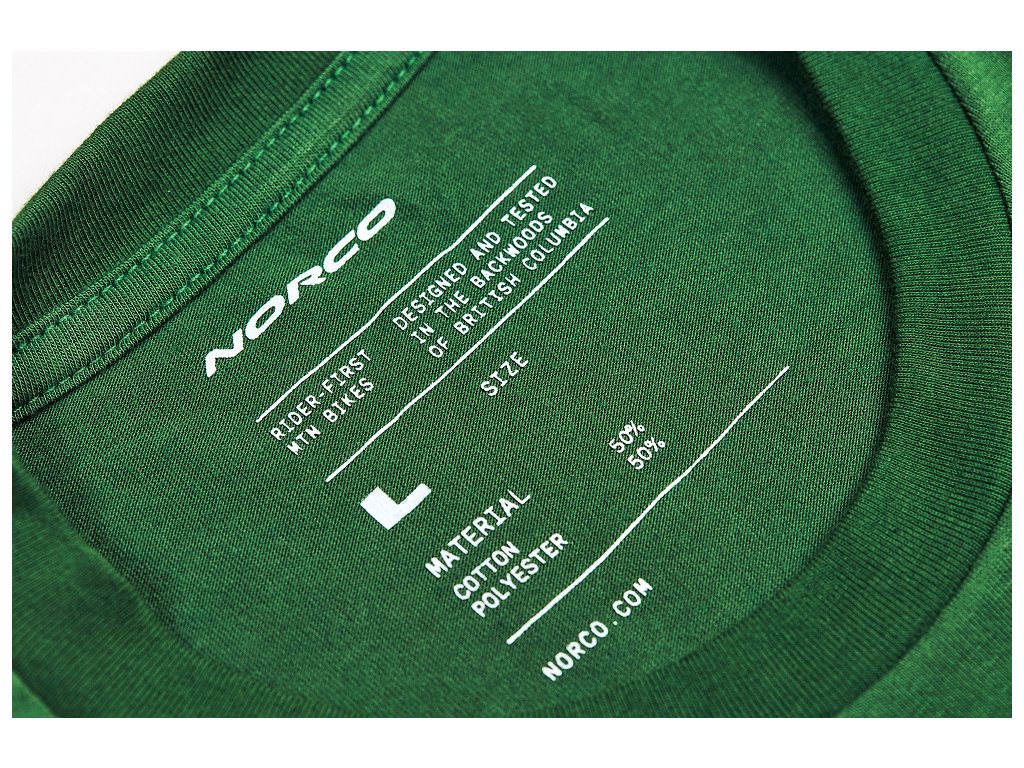 NORCO
RIDER-FIRST
MTN BIKES
DESIGNED AND TESTED
IN THE BACKWOODS
OF BRITISH COLUMBIA
SIZE
L
MATERIAL
COTTON 50%
POLYESTER 50%
NORCO.COM